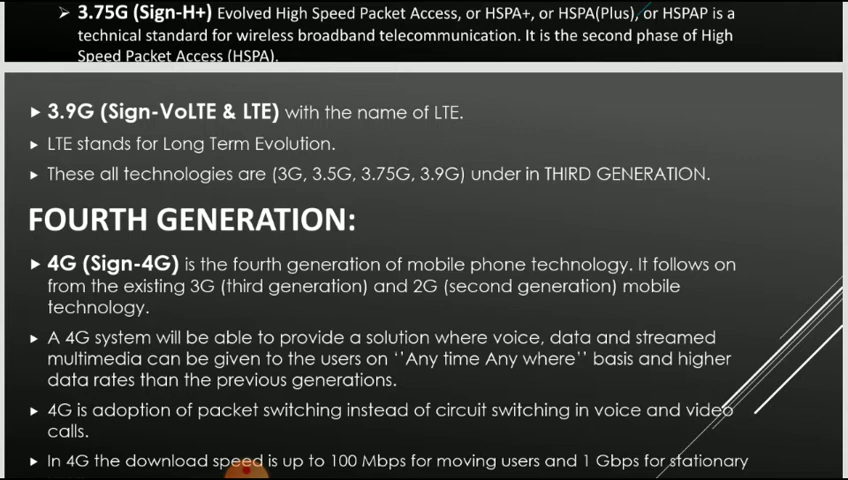 ➢ 3.75G (Sign-H+) Evolved High Speed Packet Access, or HSPA+, or HSPA(Plus), or HSPAP is a
technical standard for wireless broadband telecommunication. It is the second phase of High
Speed Packet Access (HSPA).
▶ 3.9G (Sign-VoLTE & LTE) with the name of LTE.
▶ LTE stands for Long Term Evolution.
▶ These all technologies are (3G, 3.5G, 3.75G, 3.9G) under in THIRD GENERATION.
FOURTH GENERATION:
▶ 4G (Sign-4G) is the fourth generation of mobile phone technology. It follows on
from the existing 3G (third generation) and 2G (second generation) mobile
technology.
▶ A 4G system will be able to provide a solution where voice, data and streamed
multimedia can be given to the users on ‘'Any time Any where'’ basis and higher
data rates than the previous generations.
▶ 4G is adoption of packet switching instead of circuit switching in voice and video
calls.
▶ In 4G the download speed is up to 100 Mbps for moving users and 1 Gbps for stationary